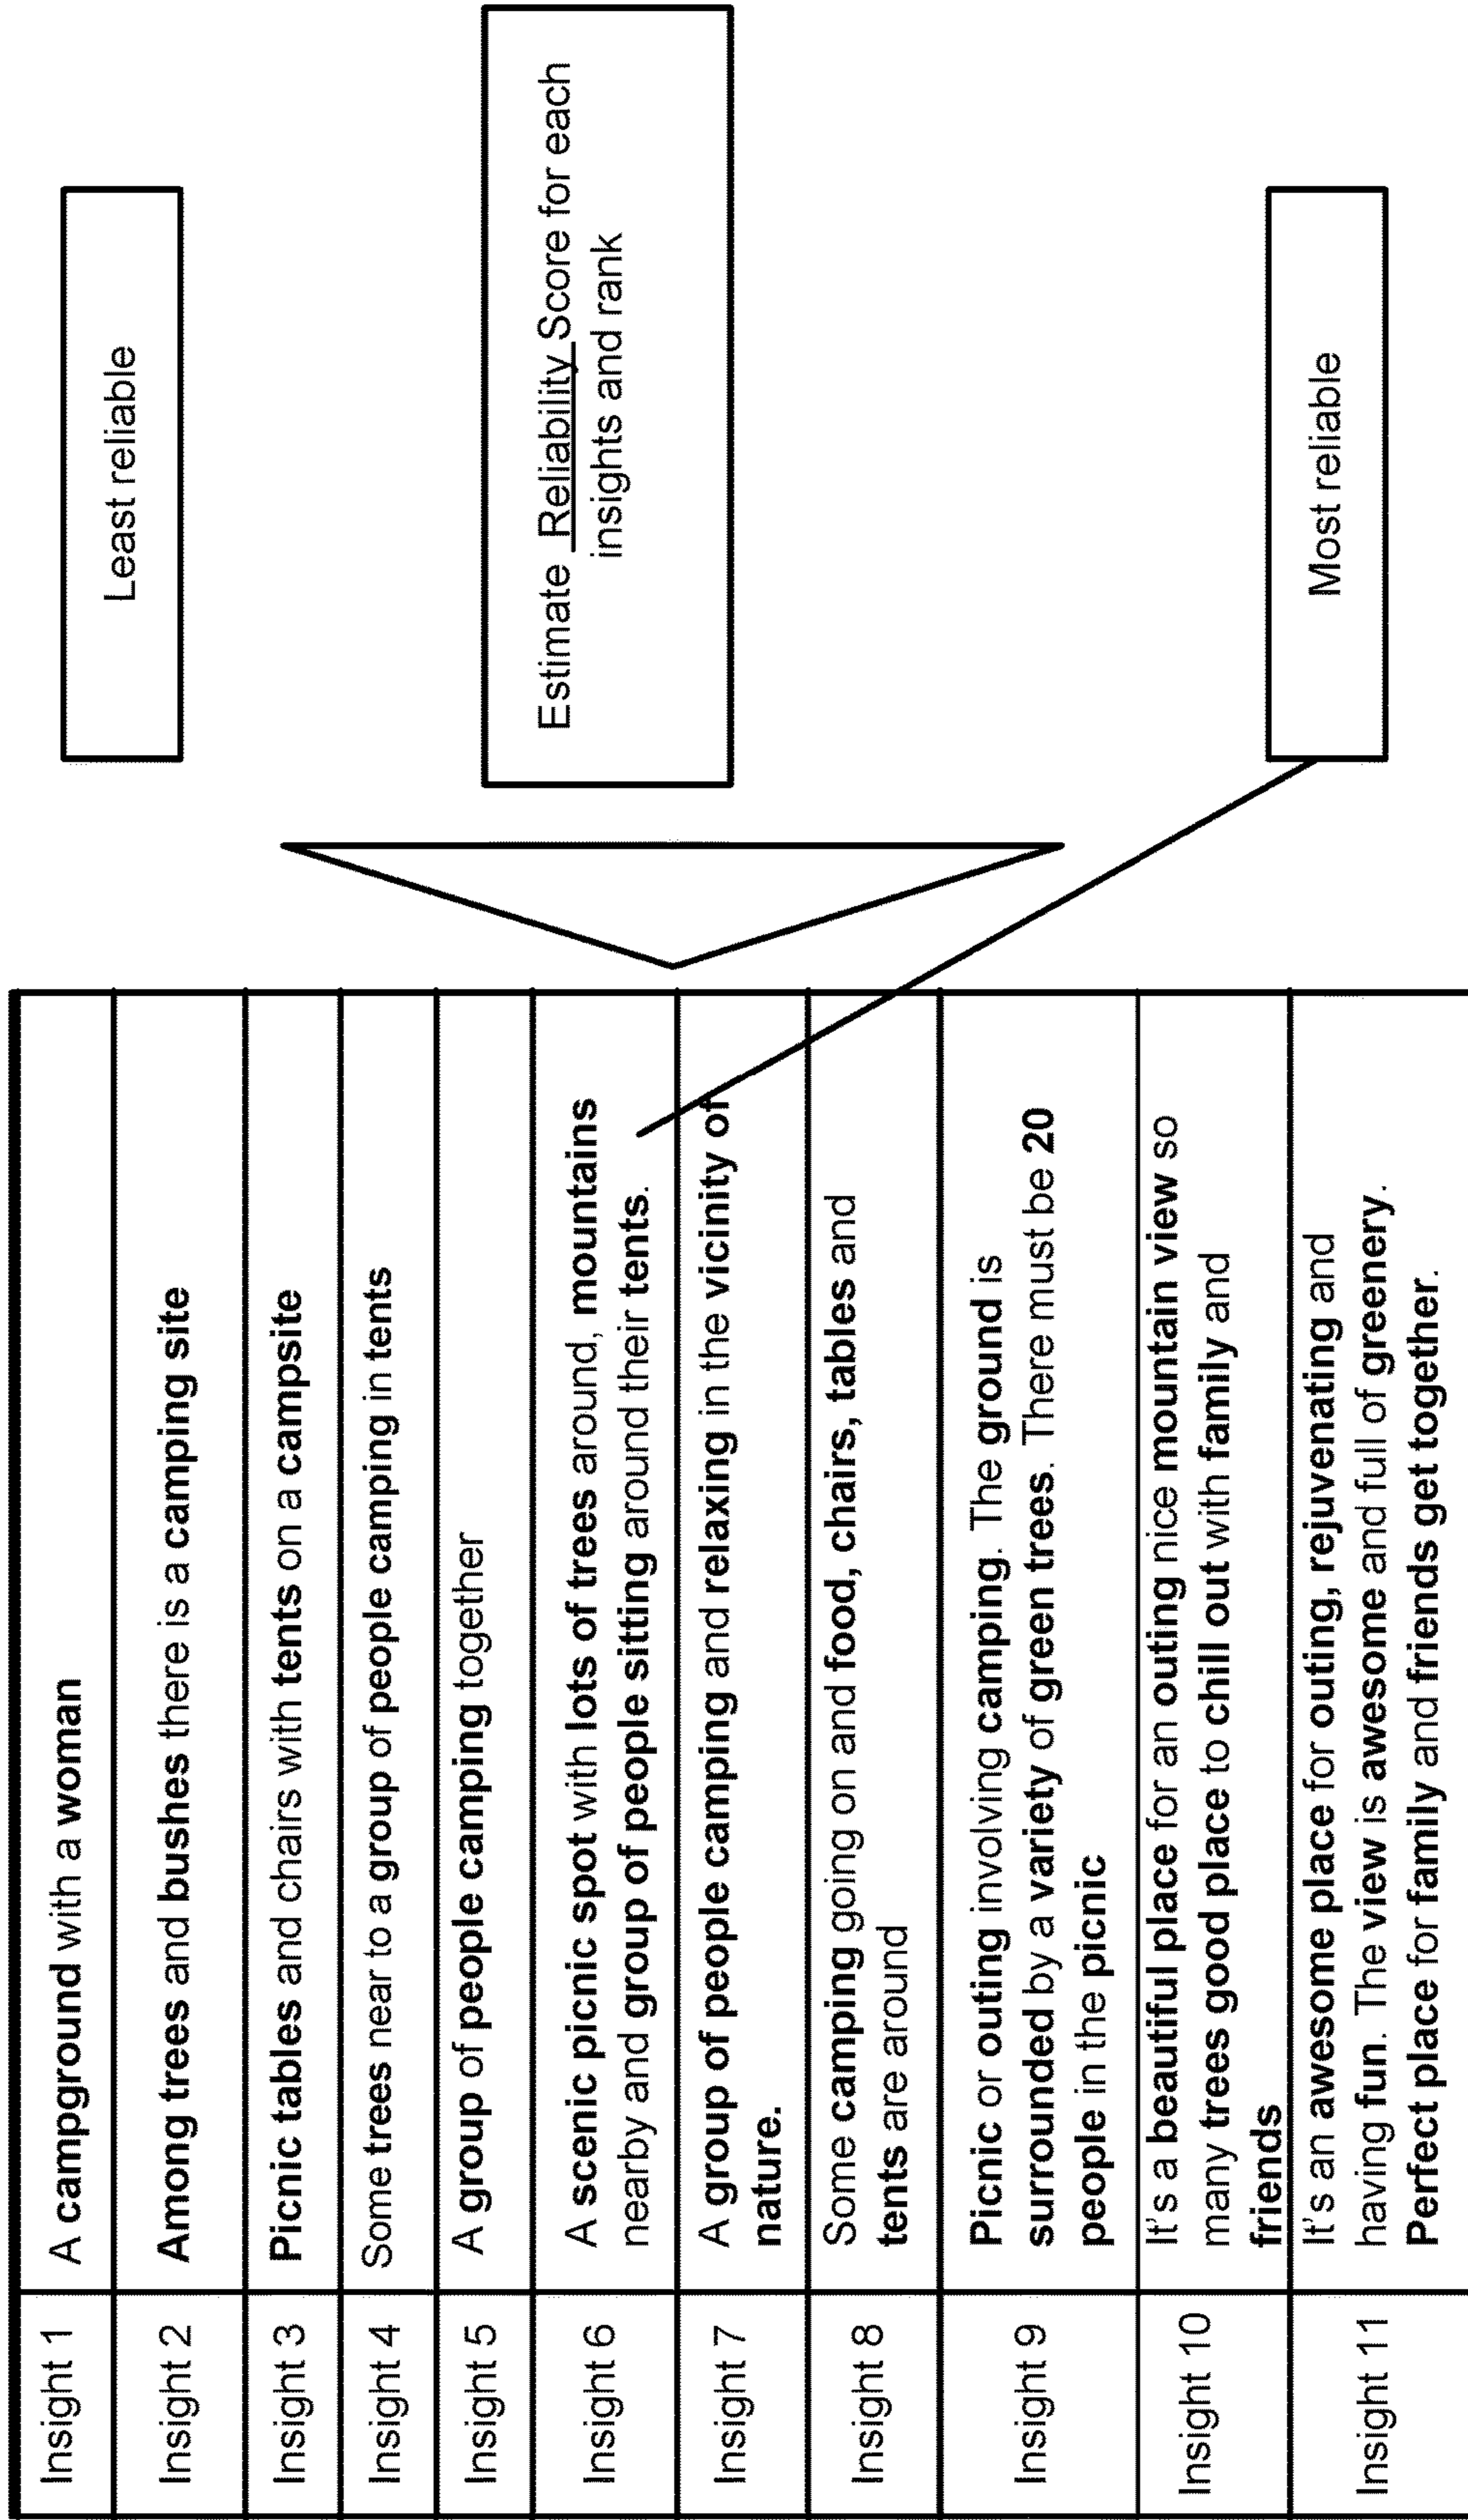 Insight 1
A campground with a woman
Insight 2
Among trees and bushes there is a camping site
Insight 3
Picnic tables and chairs with tents on a campsite
Insight 4
Some trees near to a group of people camping in tents
Insight 5
A group of people camping together
Insight 6
A scenic picnic spot with lots of trees around, mountains
nearby and group of people sitting around their tents.
Insight 7
A group of people camping and relaxing in the vicinity of
nature.
Insight 8
Some camping going on and food, chairs, tables and
tents are around
Insight 9
Picnic or outing involving camping. The ground is
surrounded by a variety of green trees. There must be 20
people in the picnic
Insight 10
It's a beautiful place for an outing nice mountain view so
many trees good place to chill out with family and
friends
Insight 11
It's an awesome place for outing, rejuvenating and
having fun. The view is awesome and full of greenery.
Perfect place for family and friends get together.
Least reliable
Estimate Reliability Score for each
insights and rank
Most reliable